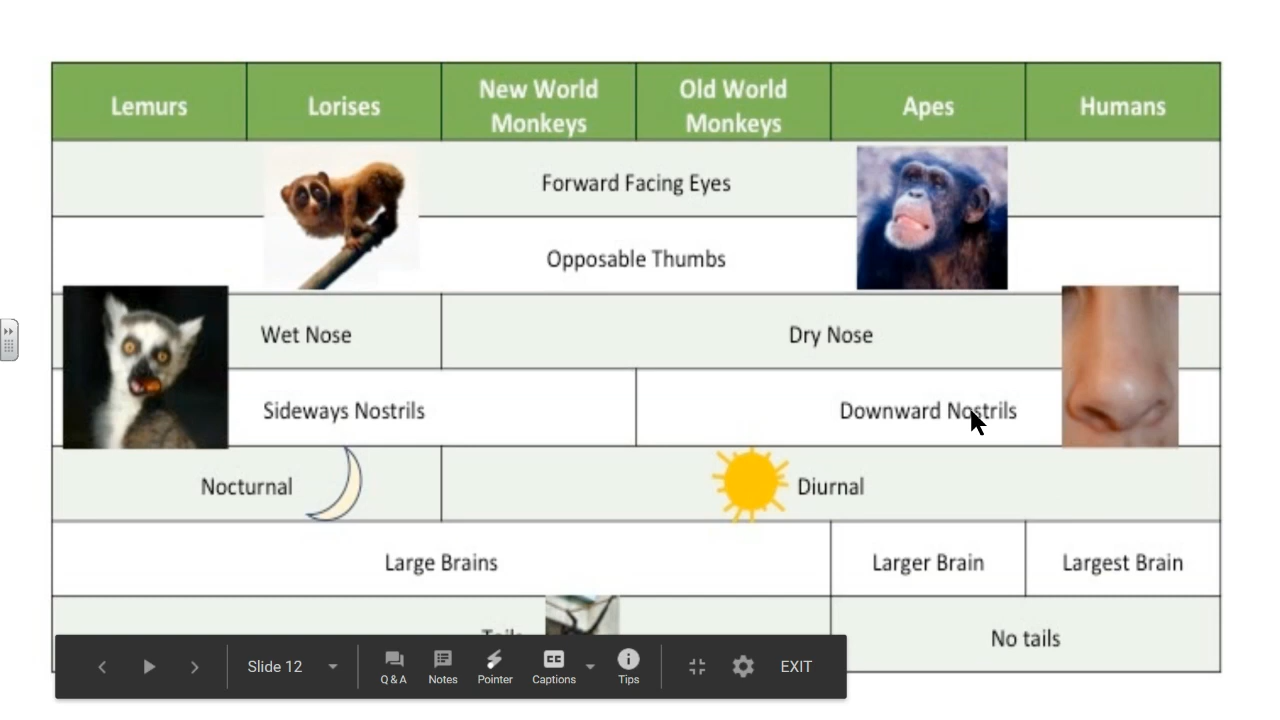 Lemurs
Lorises
New World
Monkeys
Old World
Monkeys
Apes
Humans
Forward Facing Eyes
Opposable Thumbs
Wet Nose
Dry Nose
Sideways Nostrils
Downward Nostrils
Nocturnal
Diurnal
Large Brains
Larger Brain
Largest Brain
Tails
No tails
Slide 12
Q & A
Notes
Pointer
CC
Captions
Tips
EXIT